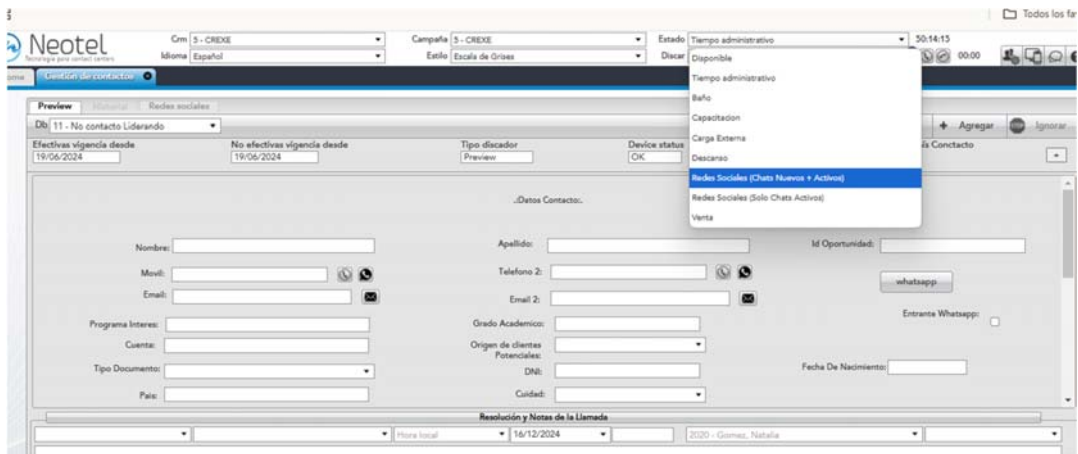 Todos los fav
Neotel
Tecnología para contact centers
Crm 5 - CREXE
Campaña 5 - CREXE
Estado Tiempo administrativo
50:14:15
Idioma Español
Estilo Escala de Grises
Discar
00:00
ome
Gestión de contactos
Disponible
Tiempo administrativo
Baño
Capacitacion
Carga Externa
Descanso
Redes Sociales (Chats Nuevos + Activos)
Redes Sociales (Solo Chats Activos)
Venta
Preview Material Redes sociales
Db 11 - No contacto Liderando
+ Agregar
Ignorar
Efectivas vigencia desde
No efectivas vigencia desde
Tipo discador
Device status
ís Conctacto
19/06/2024
19/06/2024
Preview
OK
.:Datos Contacto:.
Nombre:
Apellido:
Id Oportunidad:
Movil:
Telefono 2:
whatsapp
Email:
Email 2:
Entrante Whatsapp:
Programa Interes:
Grado Academico:
Cuenta:
Origen de clientes
Potenciales:
Tipo Documento:
DNI:
Fecha De Nacimiento:
Pais:
Cuidad:
Resolución y Notas de la Llamada
Hora local
16/12/2024
2020 - Gomez, Natalia